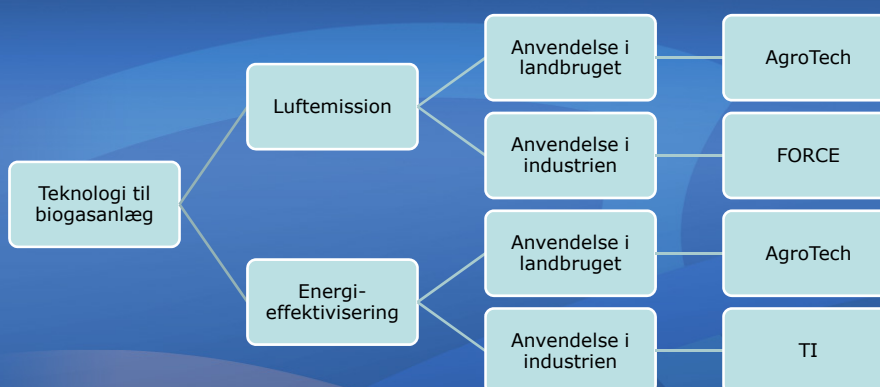 Teknologi til
biogasanlæg
Luftemission
Anvendelse i
landbruget
AgroTech
Anvendelse i
industrien
FORCE
Energi-
effektivisering
Anvendelse i
landbruget
AgroTech
Anvendelse i
industrien
TI